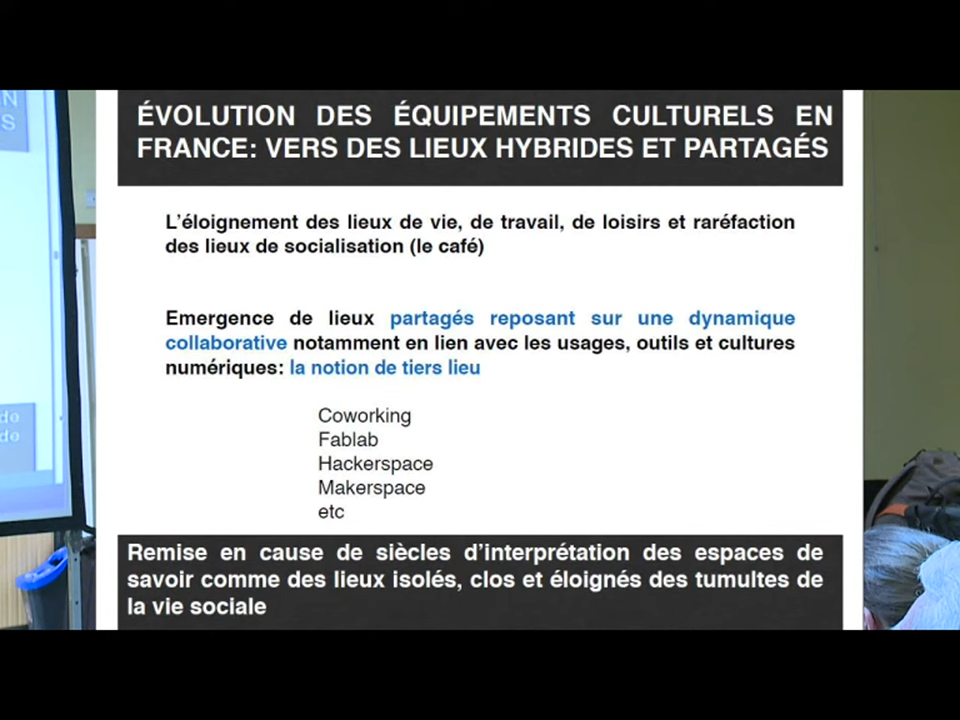 ÉVOLUTION DES ÉQUIPEMENTS CULTURELS EN
FRANCE: VERS DES LIEUX HYBRIDES ET PARTAGÉS
L'éloignement des lieux de vie, de travail, de loisirs et raréfaction
des lieux de socialisation (le café)
Emergence de lieux partagés reposant sur une dynamique
collaborative notamment en lien avec les usages, outils et cultures
numériques: la notion de tiers lieu
Coworking
Fablab
Hackerspace
Makerspace
etc
Remise en cause de siècles d'interprétation des espaces de
savoir comme des lieux isolés, clos et éloignés des tumultes de
la vie sociale